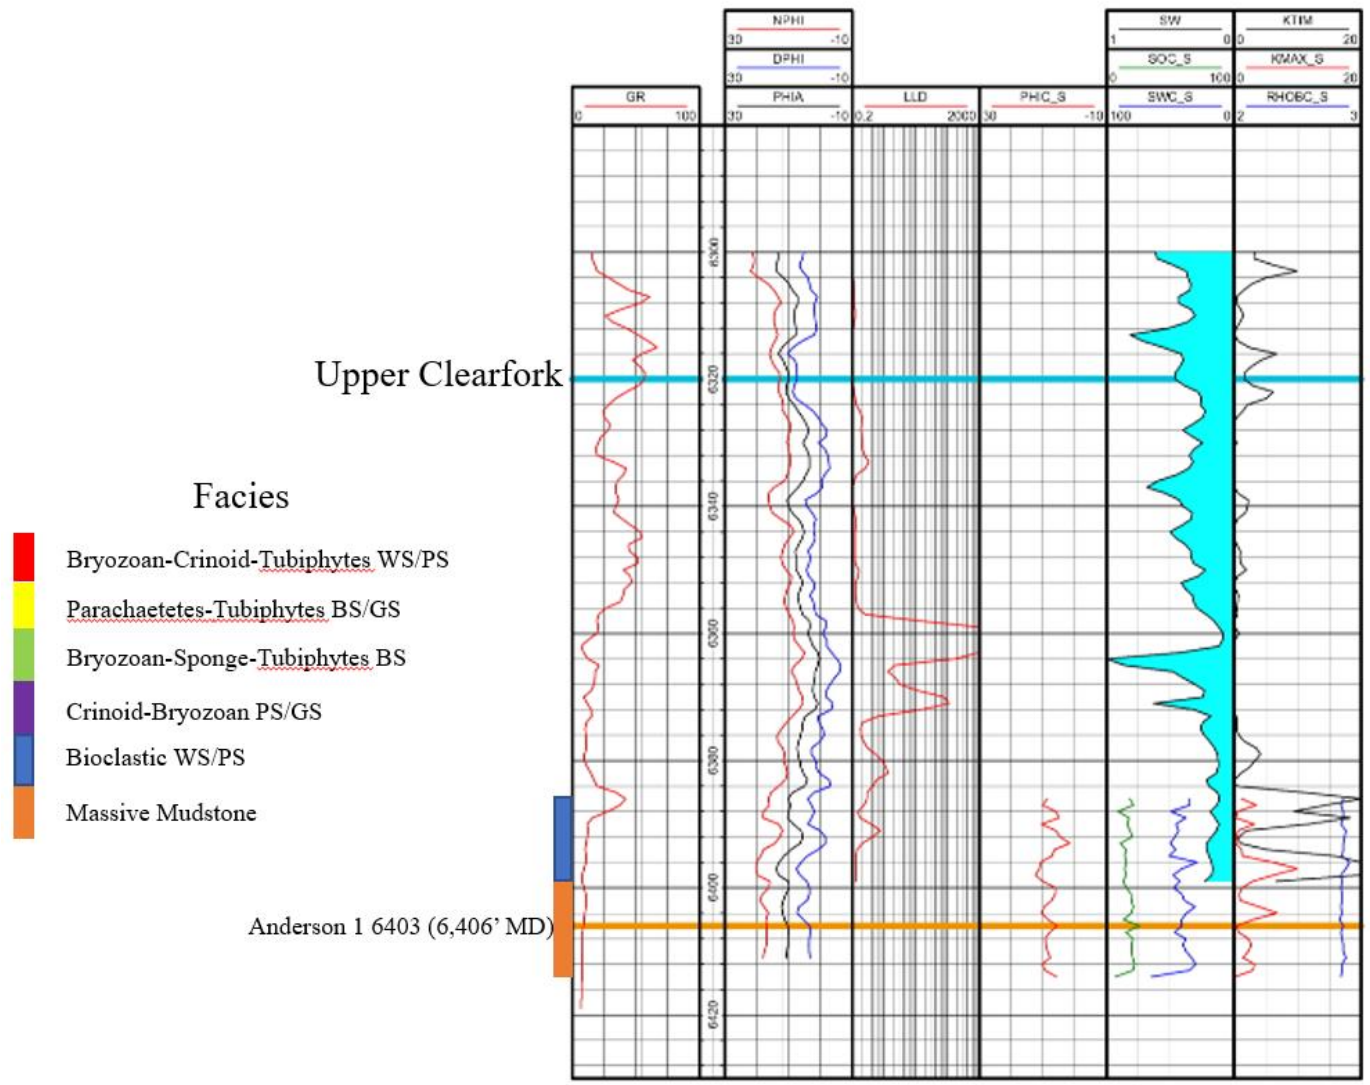 NPHI
30 -10
DPHI
30 -10
PHIA
30 -10
SW
1 0
SOC_S
0 100
SWC_S
100 0
KTIM
0 20
KMAX_S
0 20
RHOBC_S
2 3
GR
0 100
LLD
0.2 2000
PHIC_S
30 -10
6300
Upper Clearfork
6320
Facies
6340
Bryozoan-Crinoid-Tubiphytes WS/PS
Parachaetetes-Tubiphytes BS/GS
6360
Bryozoan-Sponge-Tubiphytes BS
Crinoid-Bryozoan PS/GS
Bioclastic WS/PS
6380
Massive Mudstone
6400
Anderson 1 6403 (6,406’ MD)
6420